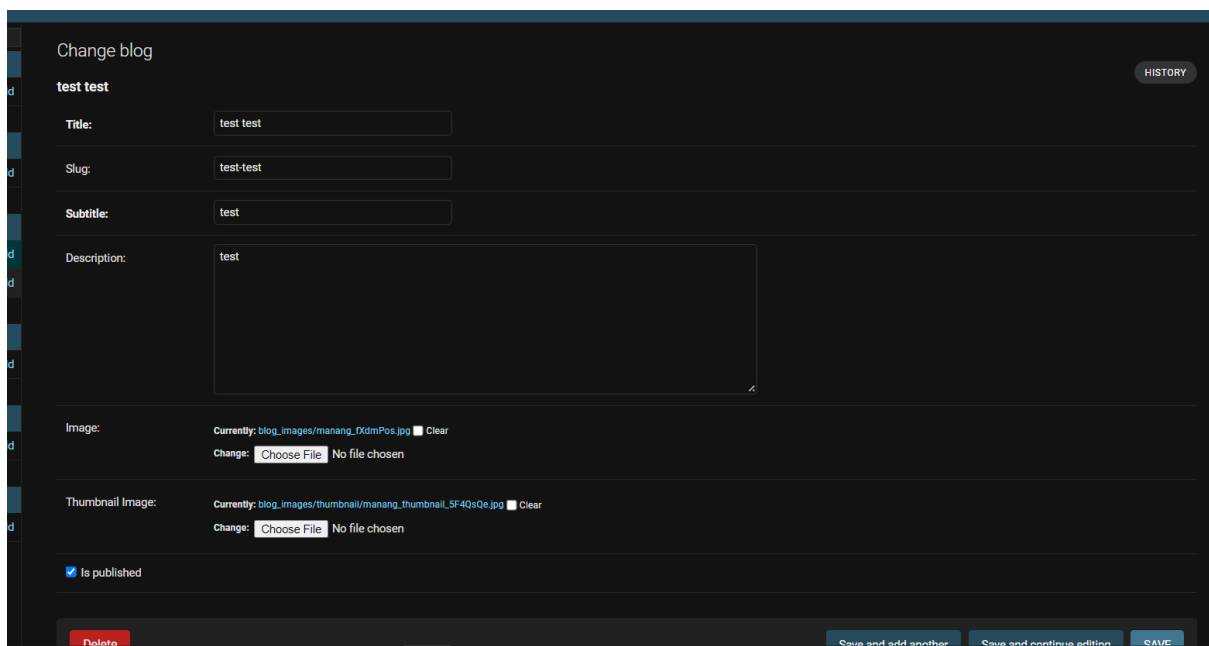 Change blog
HISTORY
test test
Title: test test
Slug: test-test
Subtitle: test
Description: test
Image: Currently: blog_images/manang_fXdmPos.jpg Clear
Change: Choose File No file chosen
Thumbnail Image: Currently: blog_images/thumbnail/manang_thumbnail_5F4QsQe.jpg Clear
Change: Choose File No file chosen
Is published
Delete Save and add another Save and continue editing SAVE